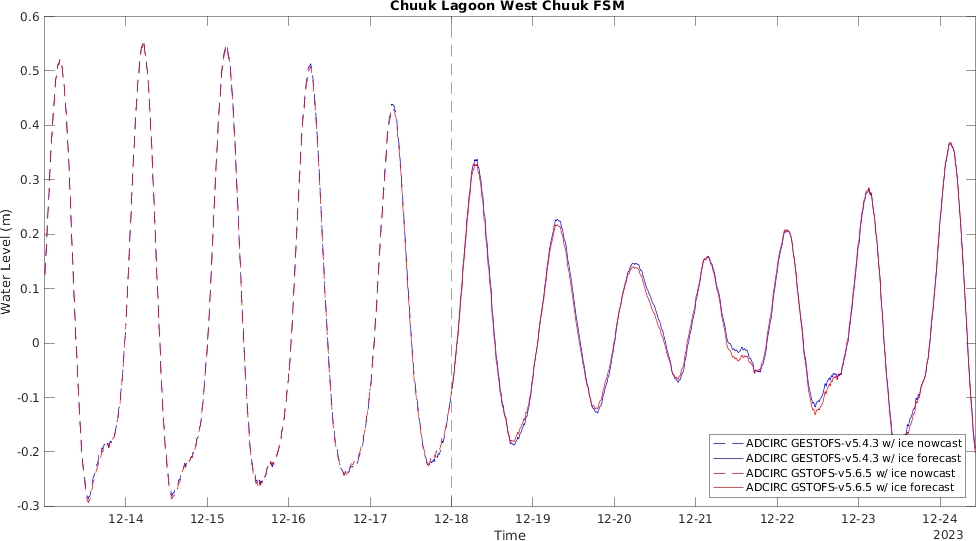 Chuuk Lagoon West Chuuk FSM
0.6
0.5
0.4
0.3
0.2
0.1
0
-0.1
-0.2
-0.3
Water Level (m)
ADCIRC GESTOFS-v5.4.3 w/ ice nowcast
ADCIRC GESTOFS-v5.4.3 w/ ice forecast
ADCIRC GSTOFS-v5.6.5 w/ ice nowcast
ADCIRC GSTOFS-v5.6.5 w/ ice forecast
12-14 12-15 12-16 12-17 12-18 12-19 12-20 12-21 12-22 12-23 12-24
2023
Time